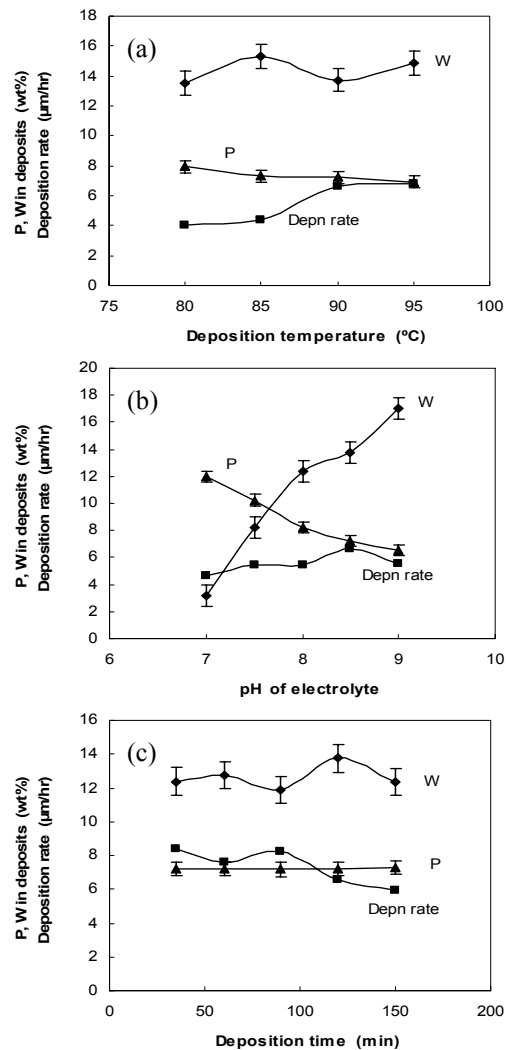 18
16
14
12
10
8
6
4
2
0
P, Win deposits (wt%)
Deposition rate (µm/hr)
(a)
W
P
Depn rate
75 80 85 90 95 100
Deposition temperature (ºC)
20
18
16
14
12
10
8
6
4
2
0
P, Win deposits (wt%)
Deposition rate (µm/hr)
(b)
W
P
Depn rate
6 7 8 9 10
pH of electrolyte
16
14
12
10
8
6
4
2
0
P, Win deposits (wt%)
Deposition rate (µm/hr)
(c)
W
P
Depn rate
0 50 100 150 200
Deposition time (min)